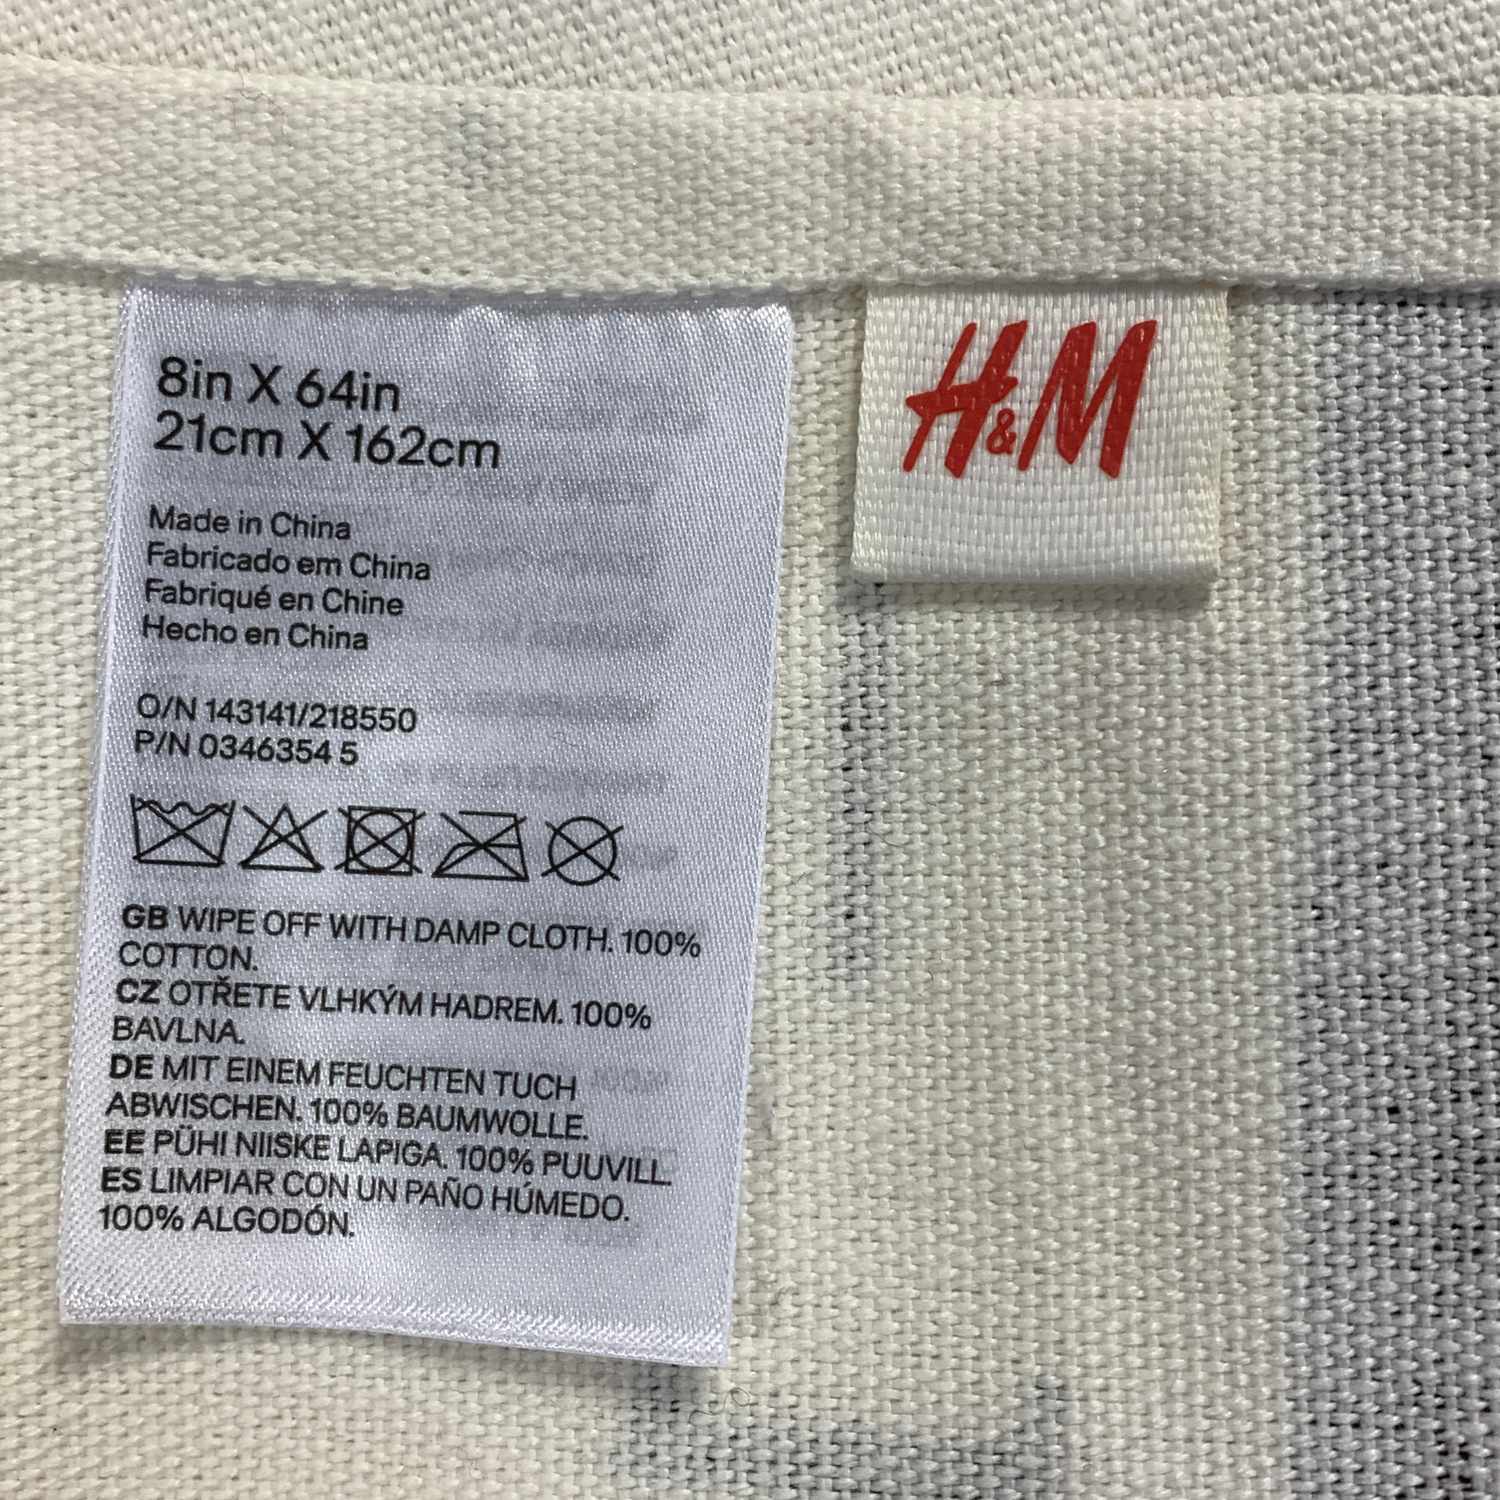 8in X 64in
21cm X 162cm
Made in China
Fabricado em China
Fabriqué en Chine
Hecho en China
O/N 143141/218550
P/N 0346354 5
GB WIPE OFF WITH DAMP CLOTH. 100%
COTTON.
CZ OTŘETE VLHKÝM HADREM. 100%
BAVLNA.
DE MIT EINEM FEUCHTEN TUCH
ABWISCHEN. 100% BAUMWOLLE.
EE PÜHI NIISKE LAPIGA. 100% PUUVILL.
ES LIMPIAR CON UN PAÑO HÚMEDO.
100% ALGODÓN.
H&M